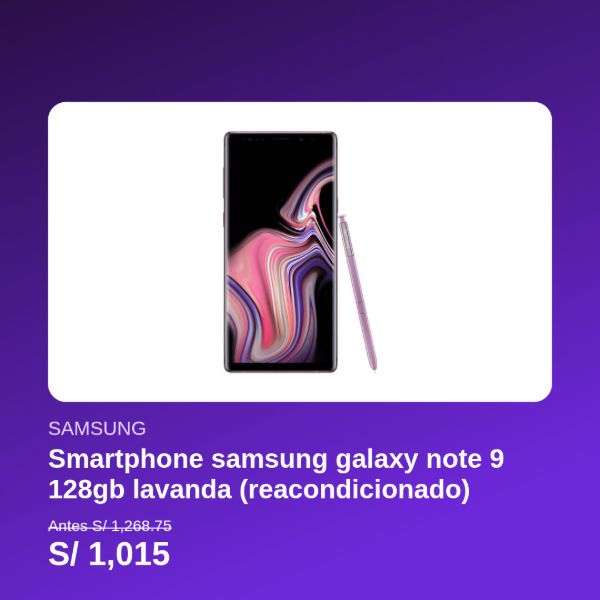 SAMSUNG
Smartphone samsung galaxy note 9
128gb lavanda (reacondicionado)
Antes S/ 1,268.75
S/ 1,015